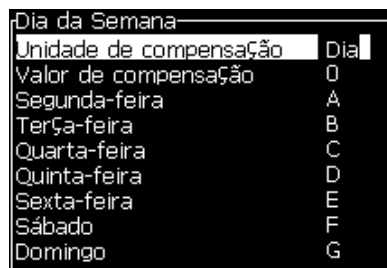 Dia da Semana
Unidade de compensação Dia
Valor de compensação 0
Segunda-feira A
Terça-feira B
Quarta-feira C
Quinta-feira D
Sexta-feira E
Sábado F
Domingo G